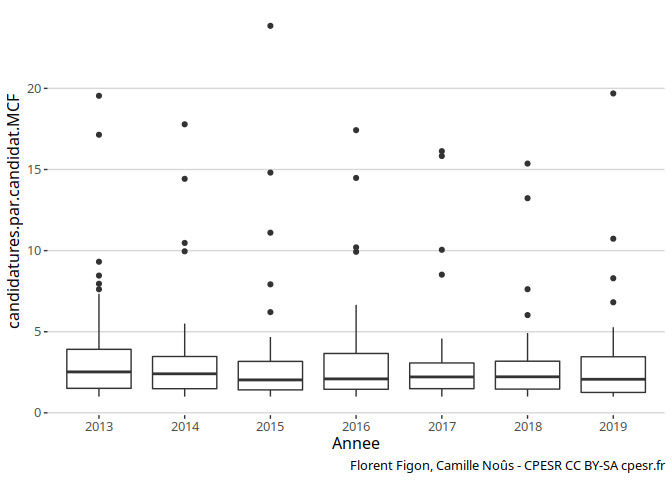 candidatures.par.candidat.MCF
20
15
10
5
0
2013 2014 2015 2016 2017 2018 2019
Annee
Florent Figon, Camille Noûs - CPESR CC BY-SA cpesr.fr